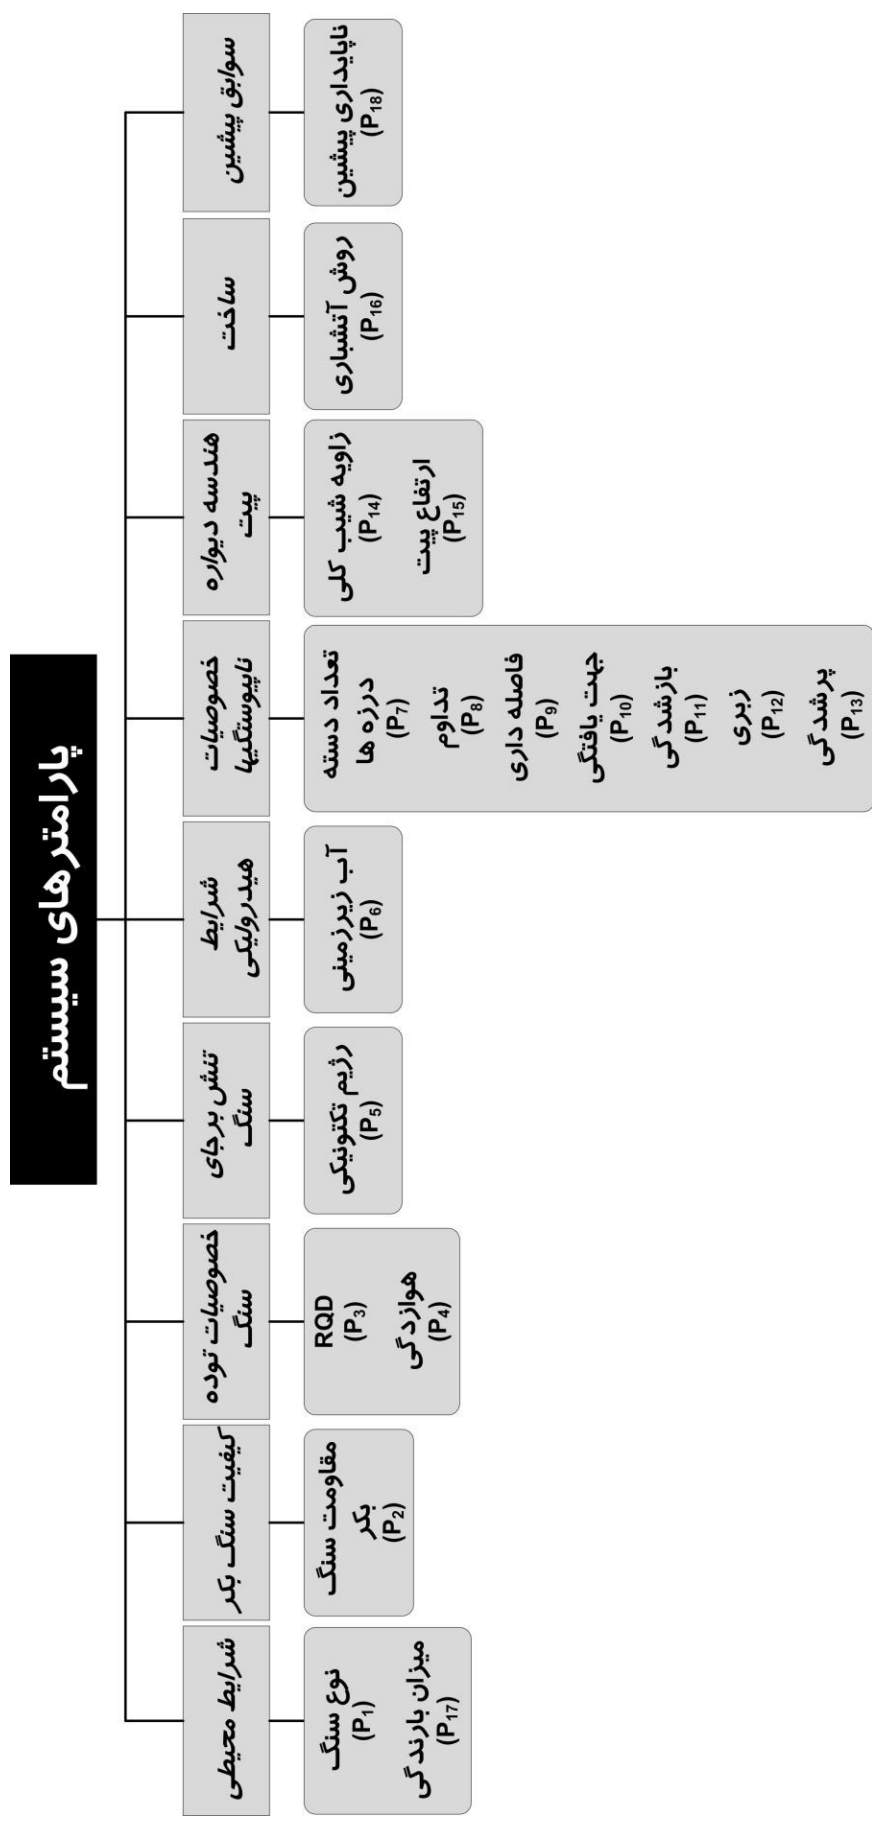 پارامترهای سیستم
شرایط محیطی
نوع سنگ
(P1)
میزان بارندگی
(P17)
کیفیت سنگ بکر
مقاومت سنگ
بکر
(P2)
خصوصیات توده
سنگ
RQD
(P3)
هوازدگی
(P4)
تنش برجای
سنگ
رژیم تکتونیکی
(P5)
شرایط
هیدرولیکی
آب زیرزمینی
(P6)
خصوصیات
ناپیوستگیها
تعداد دسته
درزه ها
(P7)
تداوم
(P8)
فاصله داری
(P9)
جهت یافتگی
(P10)
بازشدگی
(P11)
زبری
(P12)
پرشدگی
(P13)
هندسه دیواره
پیت
زاویه شیب کلی
(P14)
ارتفاع پیت
(P15)
ساخت
روش آتشباری
(P16)
سوابق پیشین
ناپایداری پیشین
(P18)